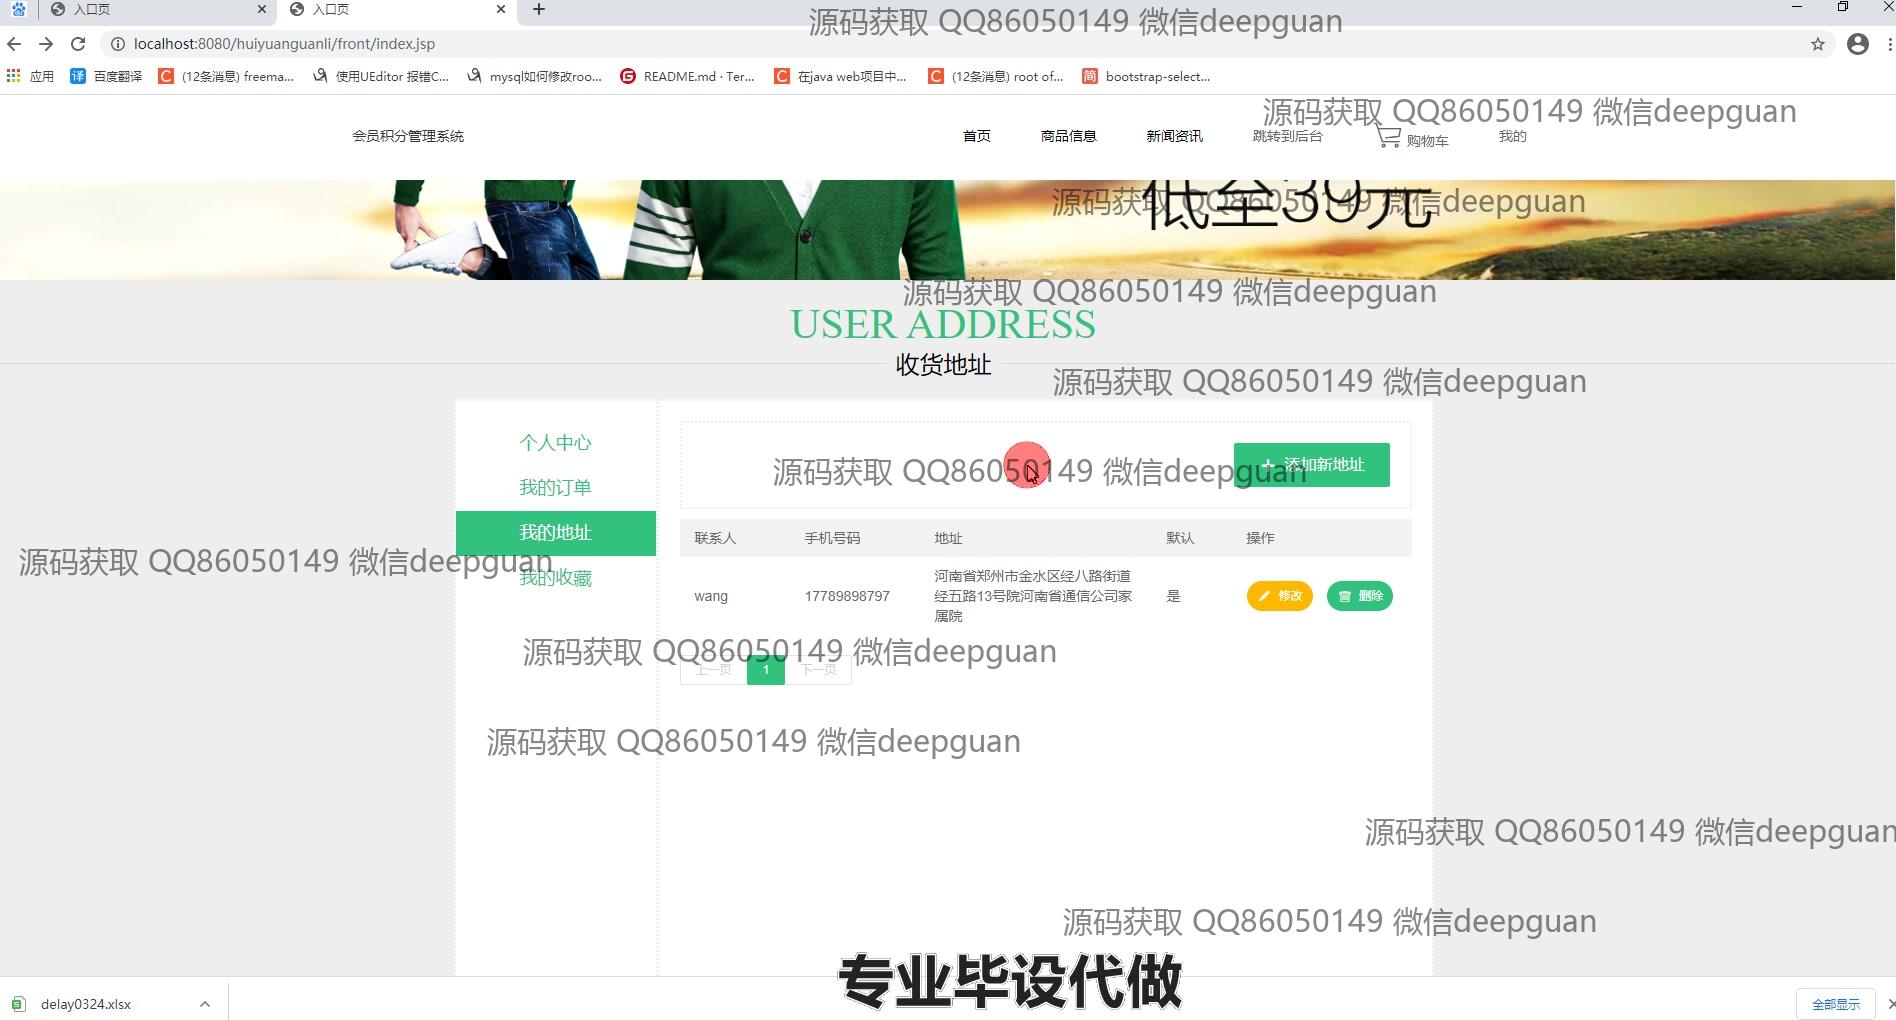 入口页
入口页
源码获取 QQ86050149 微信deepguan
localhost:8080/huiyuanguanli/front/index.jsp
应用
译 百度翻译
C (12条消息) freema...
使用UEditor 报错C...
mysql如何修改roo...
G README.md · Ter...
C 在java web项目中...
C (12条消息) root of...
简 bootstrap-select...
源码获取 QQ86050149 微信deepguan
会员积分管理系统
首页
商品信息
新闻资讯
跳转到后台
购物车
我的
低至39元
源码获取 QQ86050149 微信deepguan
源码获取 QQ86050149 微信deepguan
USER ADDRESS
收货地址
源码获取 QQ86050149 微信deepguan
个人中心
我的订单
我的地址
我的收藏
源码获取 QQ86050149 微信deepguan
+ 添加新地址
联系人 手机号码 地址 默认 操作
源码获取 QQ86050149 微信deepguan
wang 17789898797
河南省郑州市金水区经八路街道
经五路13号院河南省通信公司家
属院
是
修改
删除
源码获取 QQ86050149 微信deepguan
上一页 1 下一页
源码获取 QQ86050149 微信deepguan
源码获取 QQ86050149 微信deepguan
源码获取 QQ86050149 微信deepguan
专业毕设代做
delay0324.xlsx
全部显示